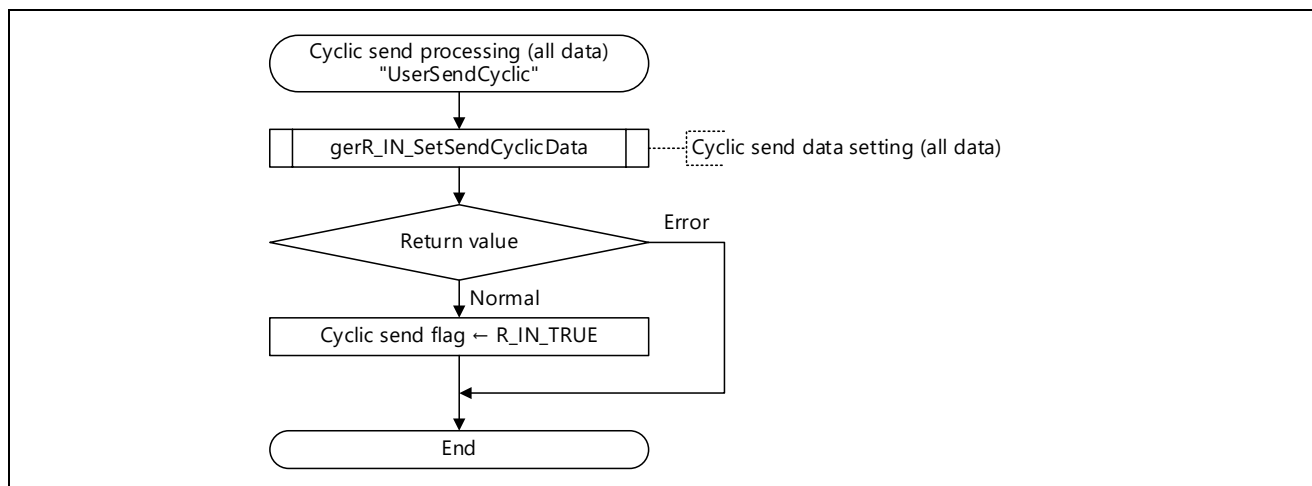 Cyclic send processing (all data)
"UserSendCyclic"
gerR_IN_SetSendCyclicData
Cyclic send data setting (all data)
Error
Return value
Normal
Cyclic send flag ← R_IN_TRUE
End